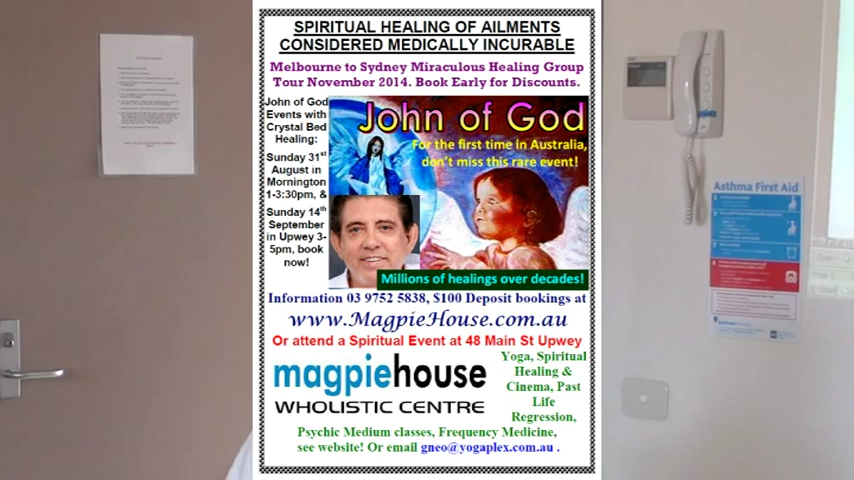 SPIRITUAL HEALING OF AILMENTS
CONSIDERED MEDICALLY INCURABLE
Melbourne to Sydney Miraculous Healing Group
Tour November 2014. Book Early for Discounts.
John of God
Events with
Crystal Bed
Healing:
Sunday 31st
August in
Mornington
1-3:30pm, &
Sunday 14th
September
in Upwey 3-
5pm, book
now!
John of God
For the first time in Australia,
don't miss this rare event!
Millions of healings over decades!
Information 03 9752 5838, $100 Deposit bookings at
www.MagpieHouse.com.au
Or attend a Spiritual Event at 48 Main St Upwey
magpiehouse
WHOLISTIC CENTRE
Yoga, Spiritual
Healing &
Cinema, Past
Life
Regression,
Psychic Medium classes, Frequency Medicine,
see website! Or email gneo@yogaplex.com.au .
Asthma First Aid